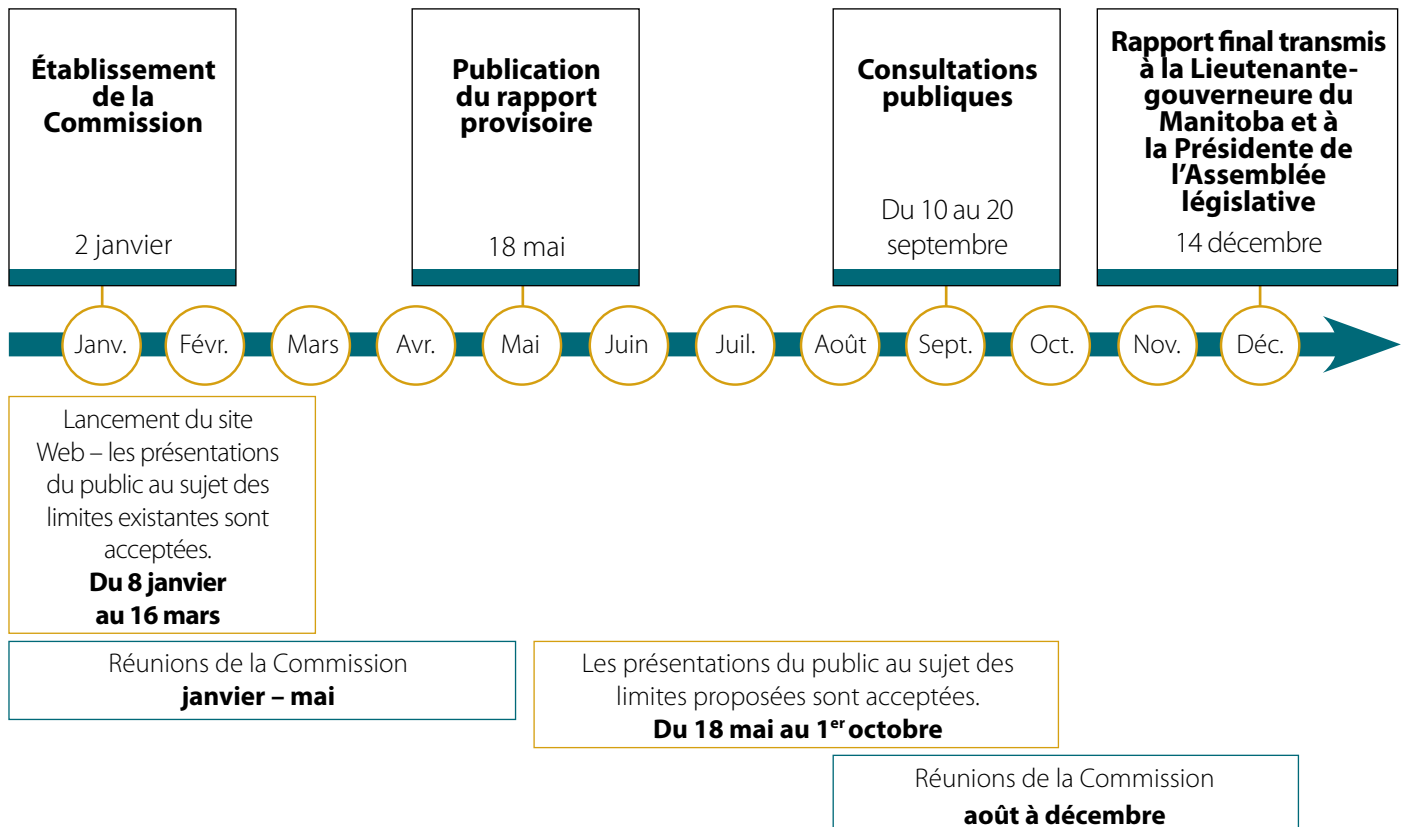 Établissement
de la
Commission
2 janvier
Publication
du rapport
provisoire
18 mai
Consultations
publiques
Du 10 au 20
septembre
Rapport final transmis
à la Lieutenante-
gouverneure du
Manitoba et à
la Présidente de
l’Assemblée
législative
14 décembre
Janv. Févr. Mars Avr. Mai Juin Juil. Août Sept. Oct. Nov. Déc.
Lancement du site
Web – les présentations
du public au sujet des
limites existantes sont
acceptées.
Du 8 janvier
au 16 mars
Réunions de la Commission
janvier – mai
Les présentations du public au sujet des
limites proposées sont acceptées.
Du 18 mai au 1er octobre
Réunions de la Commission
août à décembre